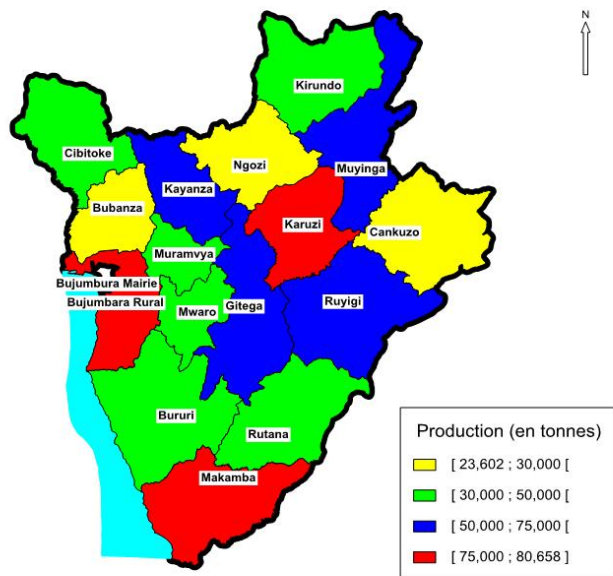 N
Kirundo
Cibitoke
Ngozi
Muyinga
Kayanza
Bubanza
Karuzi
Cankuzo
Muramvya
Bujumbura Mairie
Bujumbara Rural
Mwaro
Gitega
Ruyigi
Bururi
Rutana
Makamba
Production (en tonnes)
[ 23,602 ; 30,000 [
[ 30,000 ; 50,000 [
[ 50,000 ; 75,000 [
[ 75,000 ; 80,658 [